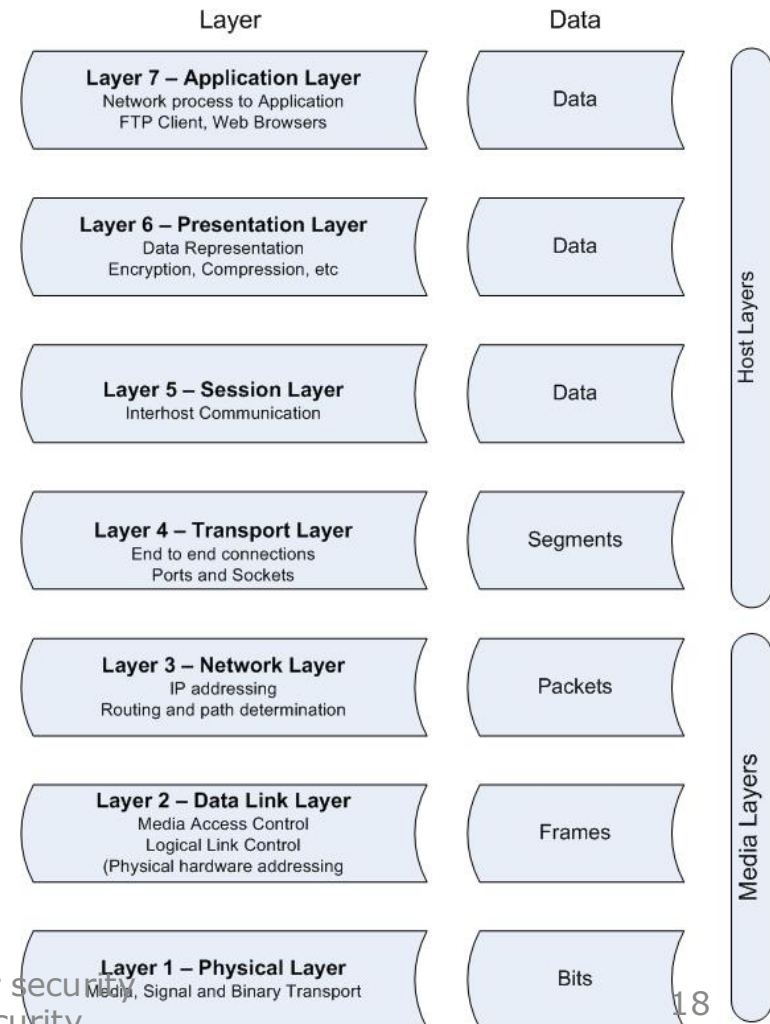 Layer
Data
Layer 7 – Application Layer
Network process to Application
FTP Client, Web Browsers
Data
Layer 6 – Presentation Layer
Data Representation
Encryption, Compression, etc
Data
Layer 5 – Session Layer
Interhost Communication
Data
Layer 4 – Transport Layer
End to end connections
Ports and Sockets
Segments
Host Layers
Layer 3 – Network Layer
IP addressing
Routing and path determination
Packets
Layer 2 – Data Link Layer
Media Access Control
Logical Link Control
(Physical hardware addressing
Frames
Layer 1 – Physical Layer
Media, Signal and Binary Transport
Bits
Media Layers
security
18